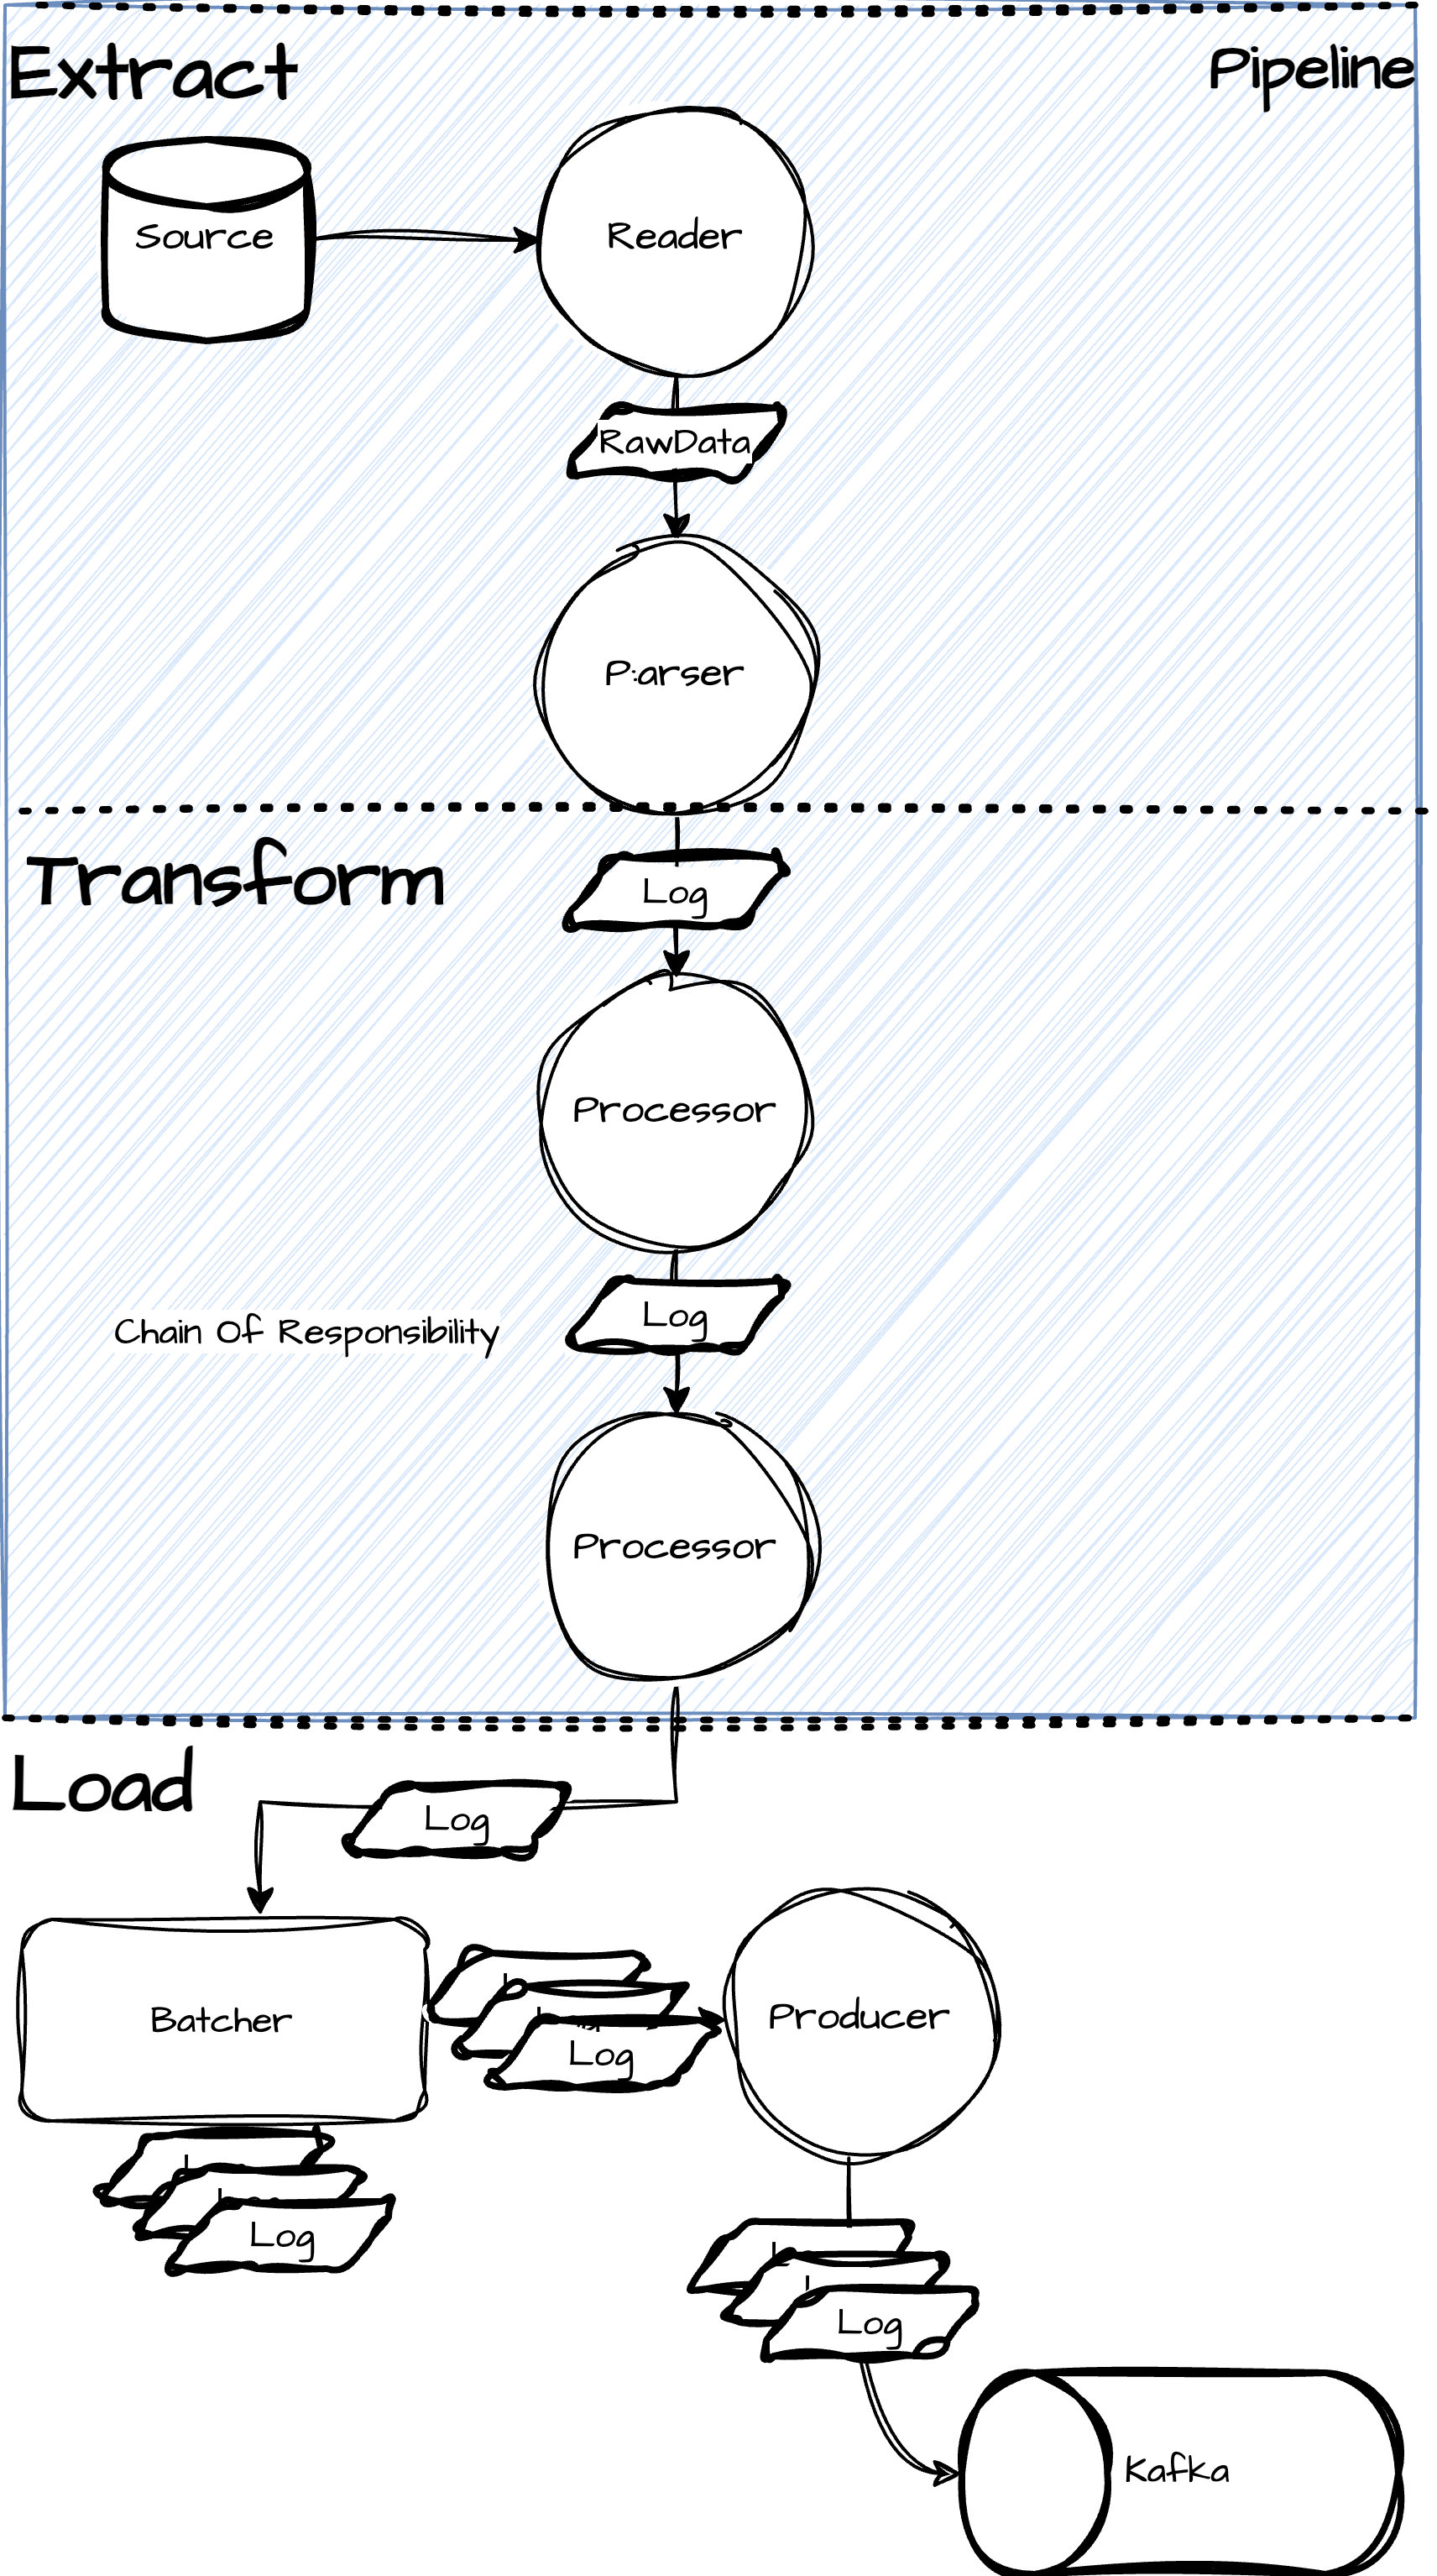 Extract
Pipeline
Source
Reader
RawData
P:arser
Transform
Log
Processor
Log
Chain Of Responsibility
Processor
Load
Log
Batcher
Log
Producer
Log
Log
Kafka